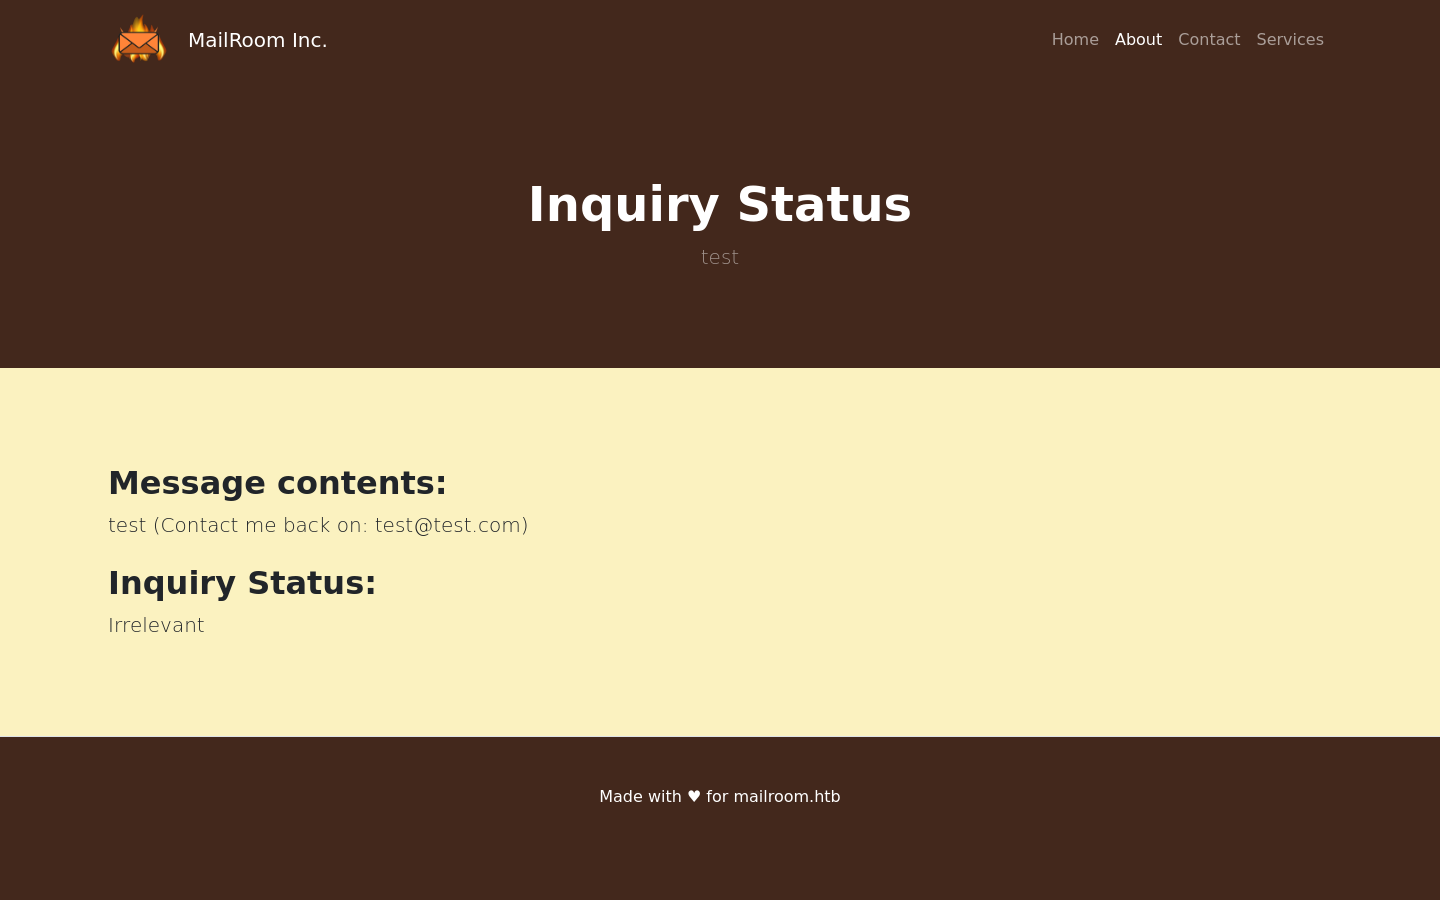 MailRoom Inc.
Home About Contact Services
Inquiry Status
test
Message contents:
test (Contact me back on: test@test.com)
Inquiry Status:
Irrelevant
Made with ♥ for mailroom.htb